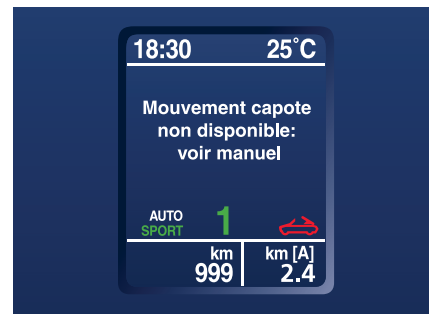 18:30 25°C
Mouvement capote
non disponible:
voir manuel
AUTO
SPORT 1
km km [A]
999 2.4